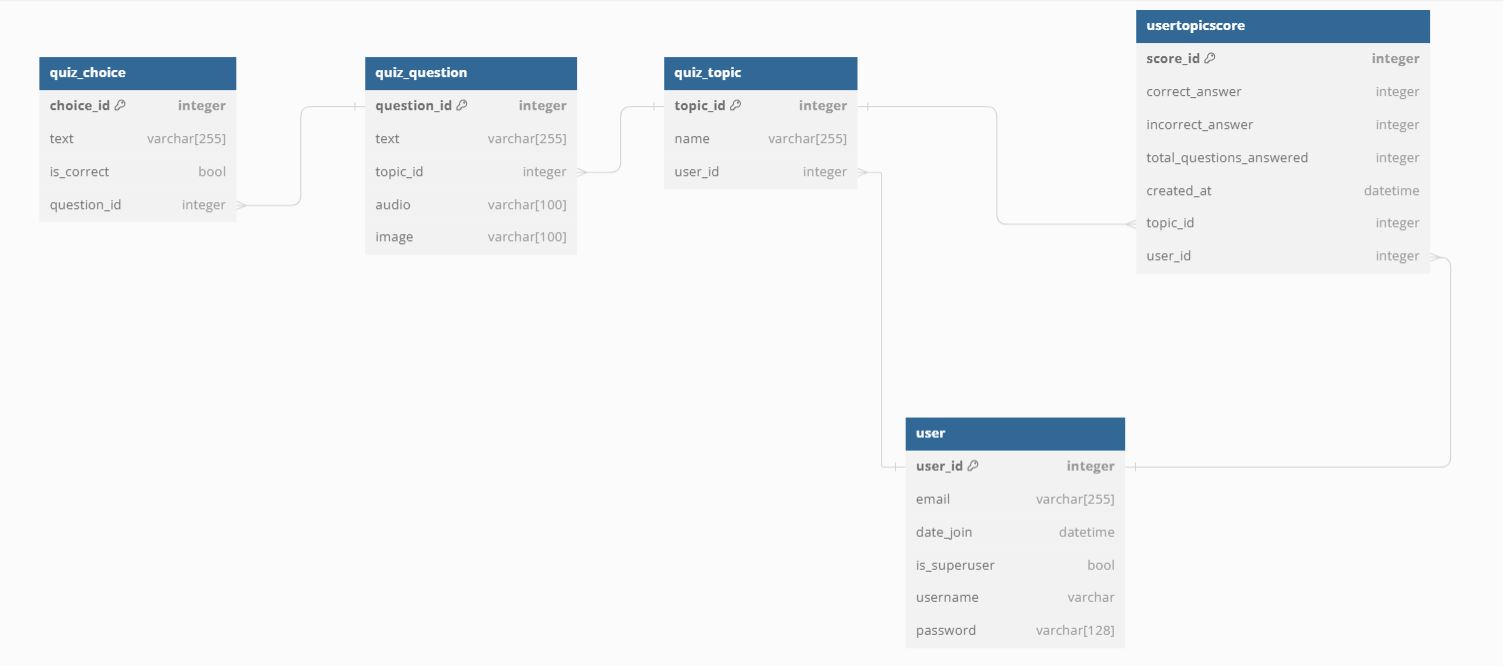 quiz_choice
choice_id integer
text varchar[255]
is_correct bool
question_id integer
quiz_question
question_id integer
text varchar[255]
topic_id integer
audio varchar[100]
image varchar[100]
quiz_topic
topic_id integer
name varchar[255]
user_id integer
usertopicscore
score_id integer
correct_answer integer
incorrect_answer integer
total_questions_answered integer
created_at datetime
topic_id integer
user_id integer
user
user_id integer
email varchar[255]
date_join datetime
is_superuser bool
username varchar
password varchar[128]